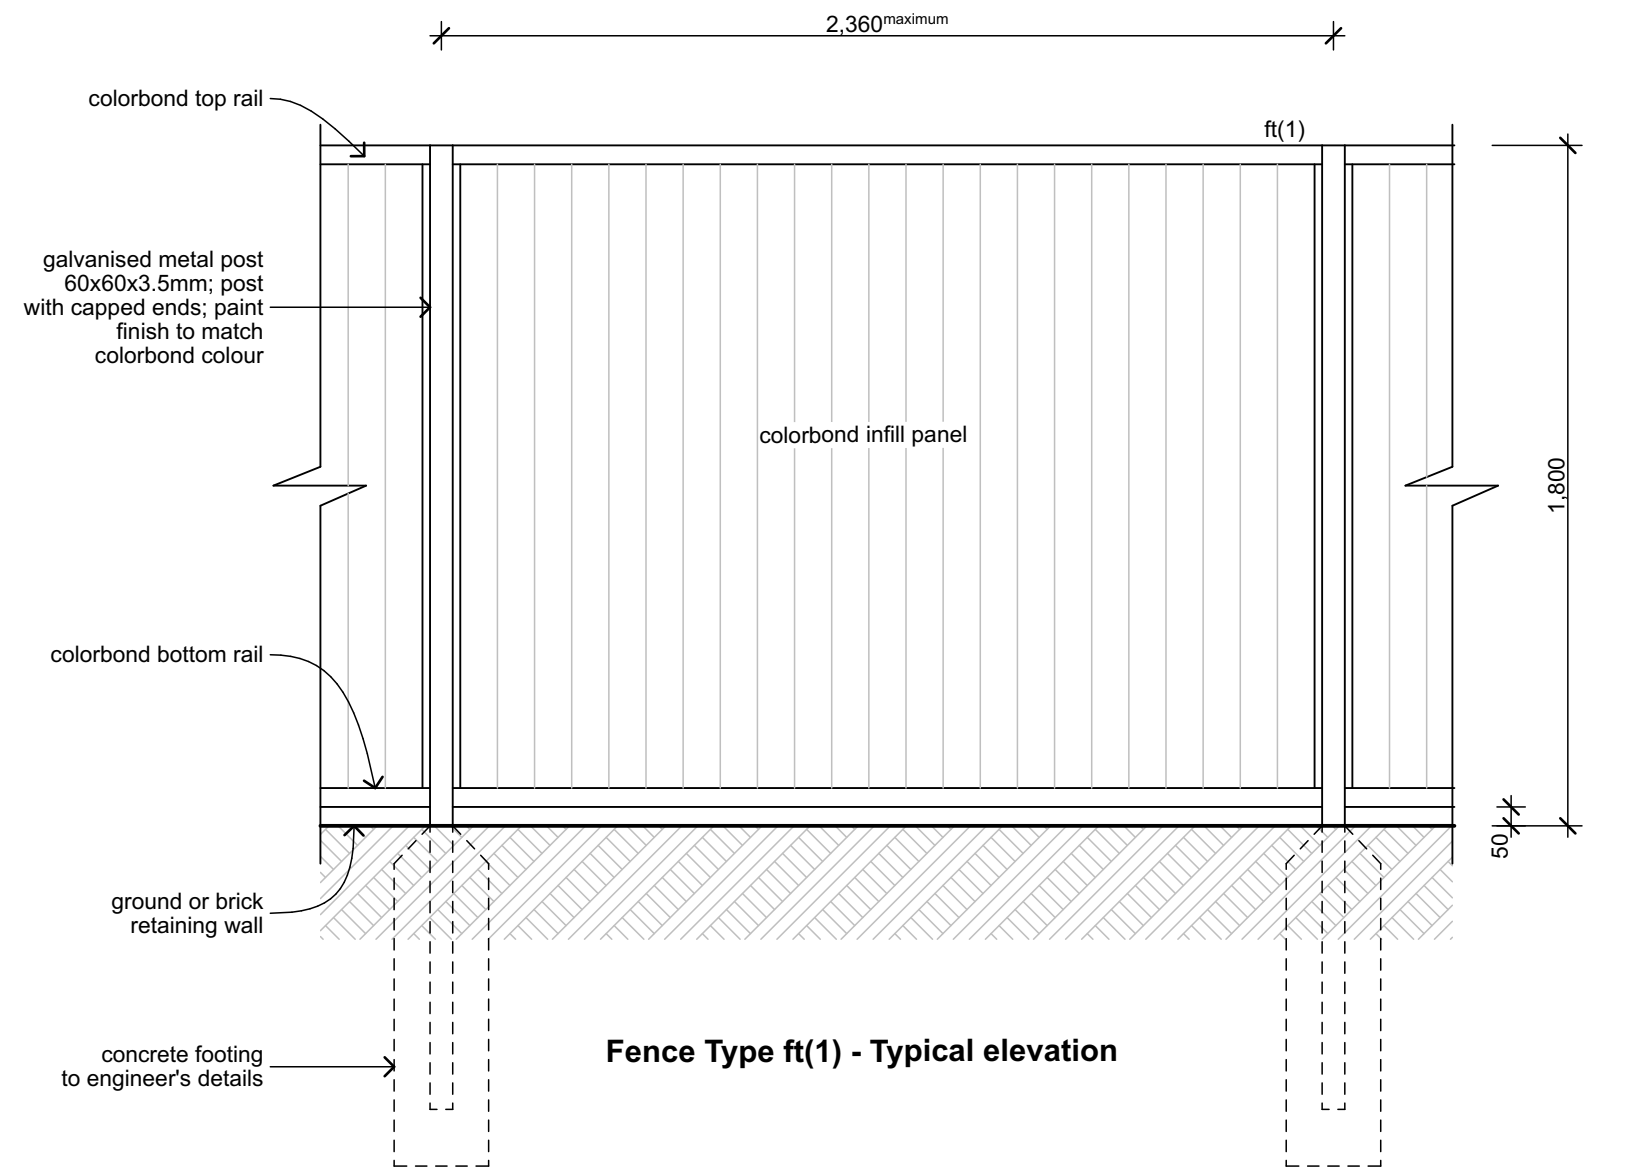 2,360maximum
colorbond top rail
ft(1)
galvanised metal post
60x60x3.5mm; post
with capped ends; paint
finish to match
colorbond colour
colorbond infill panel
1,800
colorbond bottom rail
50
ground or brick
retaining wall
Fence Type ft(1) - Typical elevation
concrete footing
to engineer's details